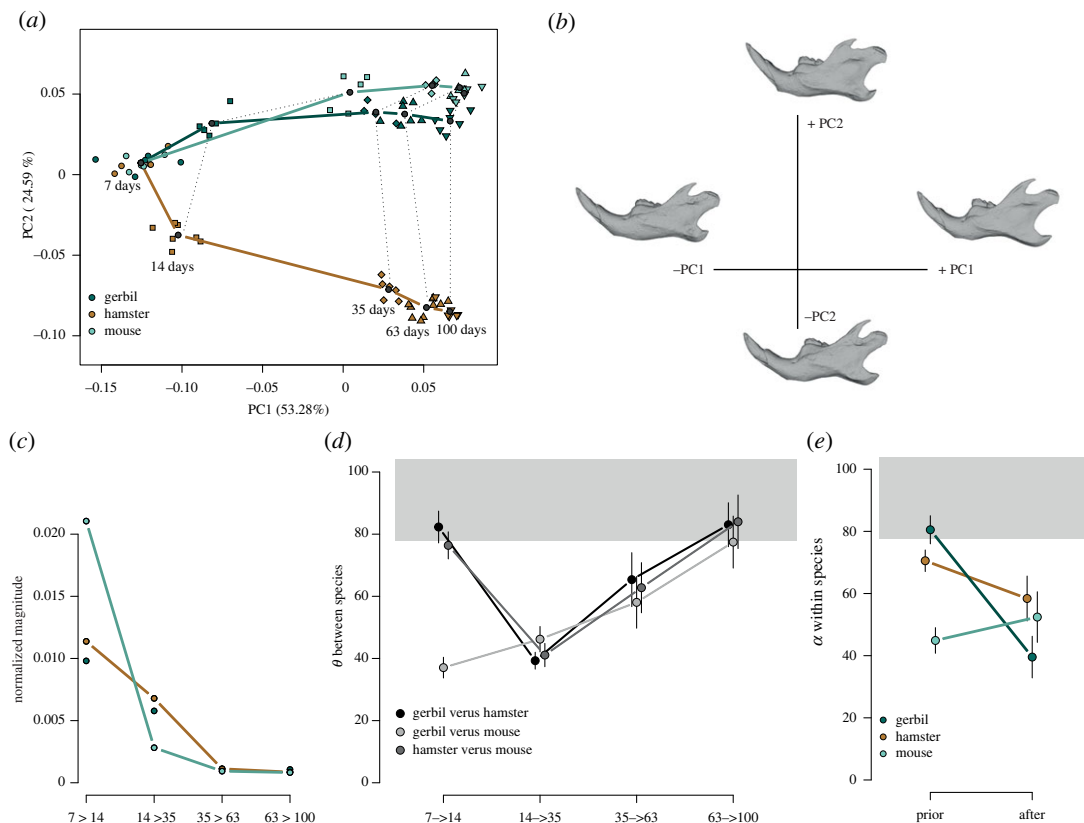 (a)
0.05
0
−0.05
−0.10
PC2 ( 24.59 %)
7 days
14 days
35 days
63 days
100 days
gerbil
hamster
mouse
−0.15
−0.10
−0.05
0
0.05
PC1 (53.28%)
(b)
+ PC2
−PC1
+ PC1
−PC2
(c)
0.020
0.015
0.010
0.005
0
normalized magnitude
7 > 14
14 >35
35 > 63
63 > 100
(d)
100
80
60
40
20
0
θ between species
gerbil verus hamster
gerbil verus mouse
hamster verus mouse
7–>14
14–>35
35–>63
63–>100
(e)
100
80
60
40
20
0
α within species
gerbil
hamster
mouse
prior
after